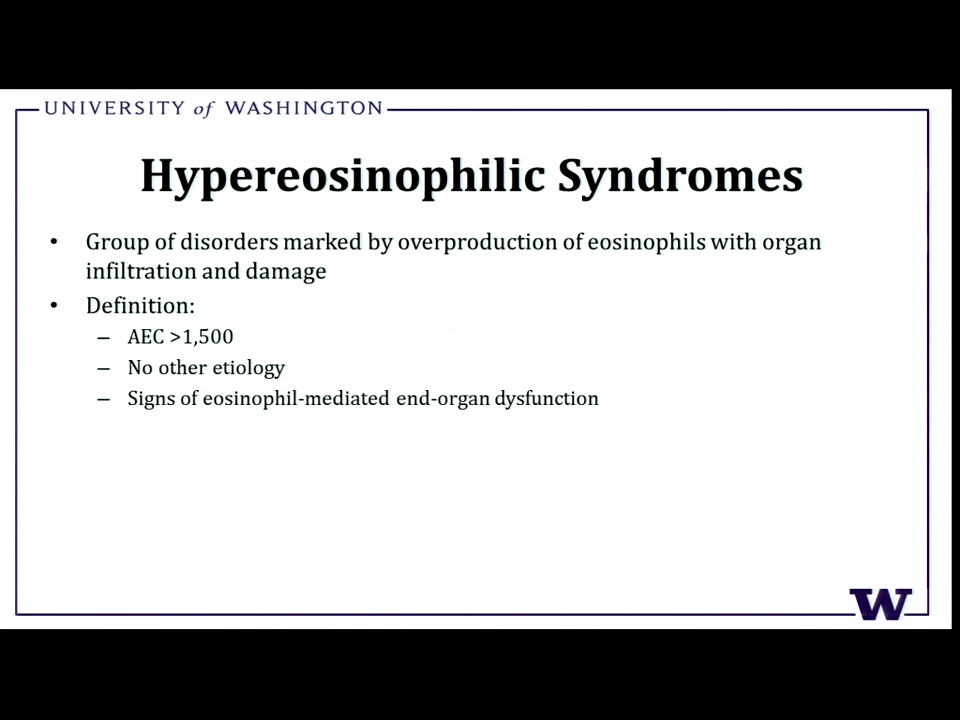 UNIVERSITY of WASHINGTON
Hypereosinophilic Syndromes
• Group of disorders marked by overproduction of eosinophils with organ
infiltration and damage
• Definition:
– AEC >1,500
– No other etiology
– Signs of eosinophil-mediated end-organ dysfunction
W